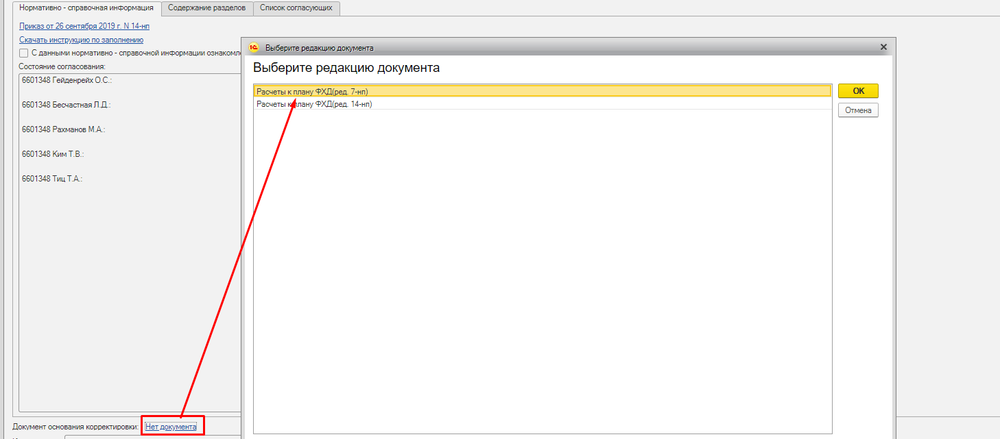 Нормативно - справочная информация
Содержание разделов
Список согласующих
Приказ от 26 сентября 2019 г. N 14-нп
Скачать инструкцию по заполнению
С данными нормативно - справочной информации
Состояние согласования:
6601348 Гейденрейх О.С.:
6601348 Бесчастная Л.Д.:
6601348 Рахманов М.А.:
6601348 Ким Т.В.:
6601348 Тиц Т.А.:
Документ основания корректировки: Нет документа
Выберите редакцию документа
Выберите редакцию документа
Расчеты к плану ФХД(ред. 7-нп)
Расчеты к плану ФХД(ред. 14-нп)
OK
Отмена